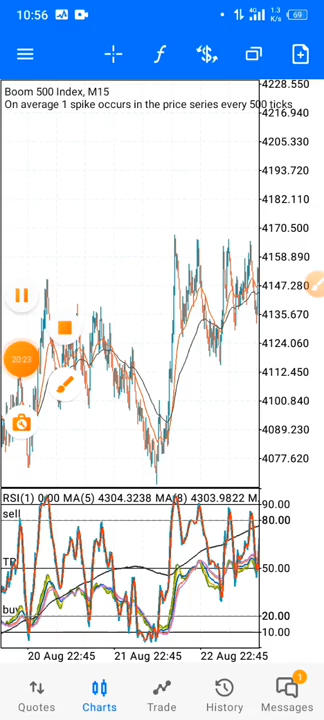 10:56
4G
1.3
K/s
69
Boom 500 Index, M15
On average 1 spike occurs in the price series every 500 ticks
4228.550
4216.940
4205.330
4193.720
4182.110
4170.500
4158.890
4147.280
4135.670
4124.060
4112.450
4100.840
4089.230
4077.620
20:23
RSI(1) 0.00 MA(5) 4304.3238 MA(8) 4303.9822 M
90.00
sell
80.00
TP
50.00
buy
20.00
10.00
20 Aug 22:45
21 Aug 22:45
22 Aug 22:45
1
Quotes
Charts
Trade
History
Messages